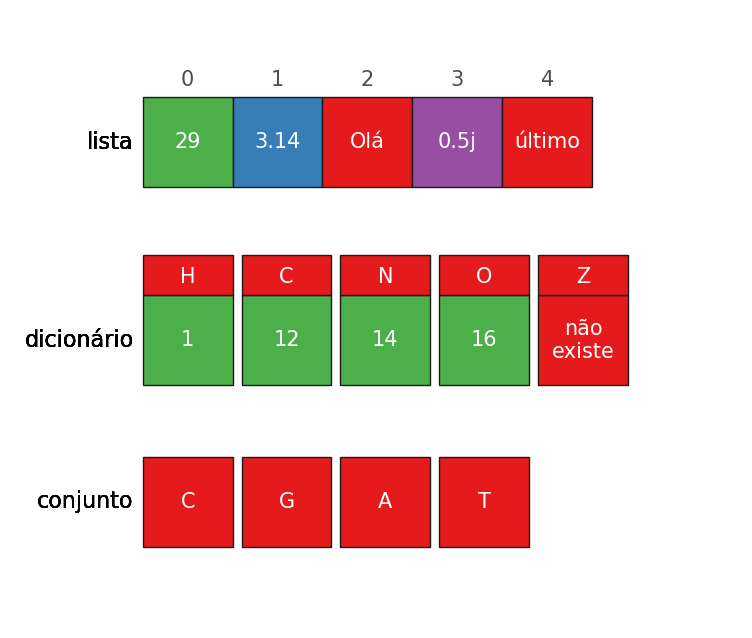 0 1 2 3 4
lista 29 3.14 Olá 0.5j último
H C N O Z
dicionário 1 12 14 16 não
existe
conjunto C G A T